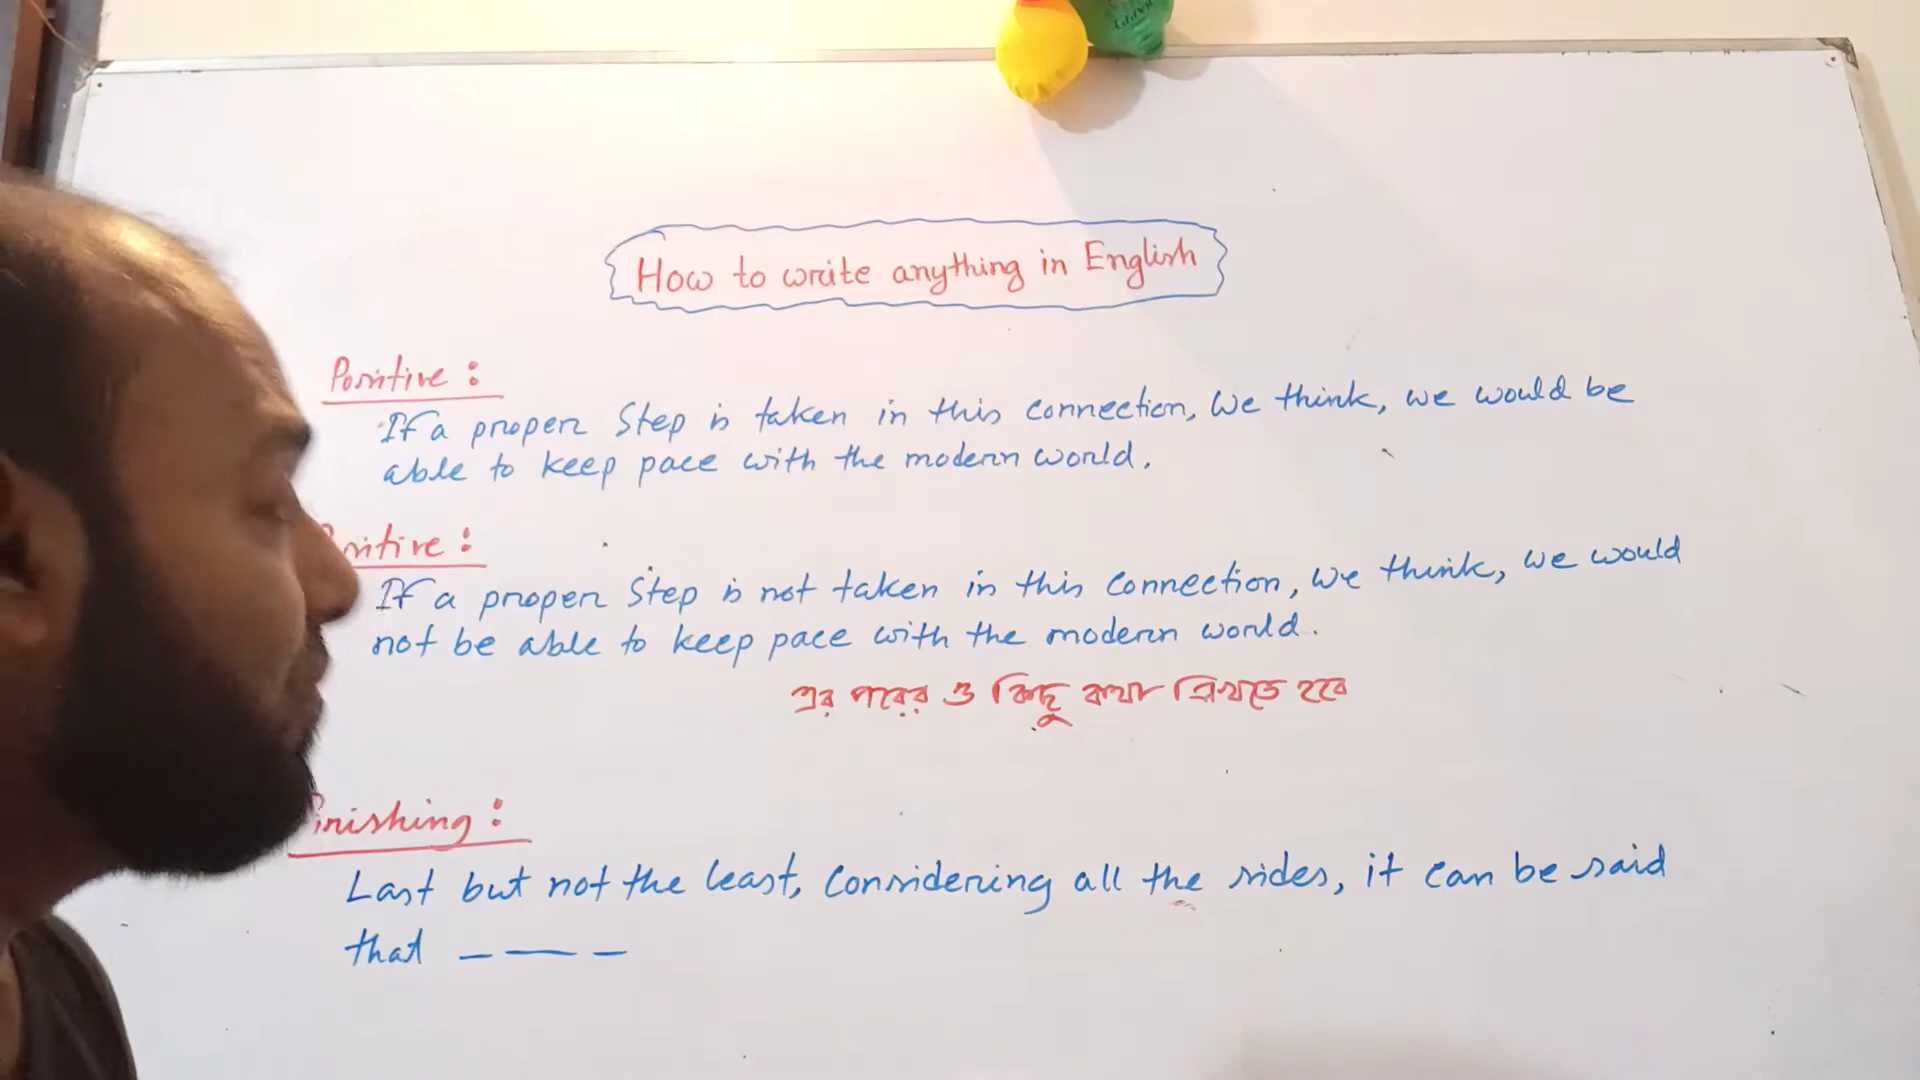 How to write anything in English
Positive:
If a proper Step is taken in this connection, We think, we would be
able to keep pace with the modern world.
sitive:
If a proper Step is not taken in this connection, we think, we would
not be able to keep pace with the modern world.
এর পরের ও কিছু কথা লিখতে হবে
Finishing:
Last but not the least, Considering all the sides, it can be said
that _ __ _